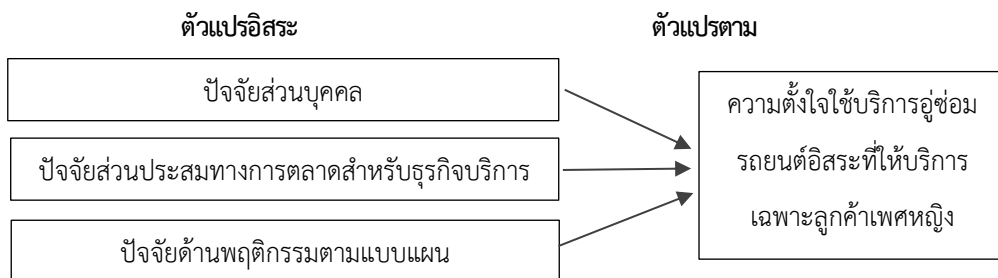 ตัวแปรอิสระ
ตัวแปรตาม
ปัจจัยส่วนบุคคล
ปัจจัยส่วนประสมทางการตลาดสำหรับธุรกิจบริการ
ปัจจัยด้านพฤติกรรมตามแบบแผน
ความตั้งใจใช้บริการอู่ซ่อม
รถยนต์อิสระที่ให้บริการ
เฉพาะลูกค้าเพศหญิง